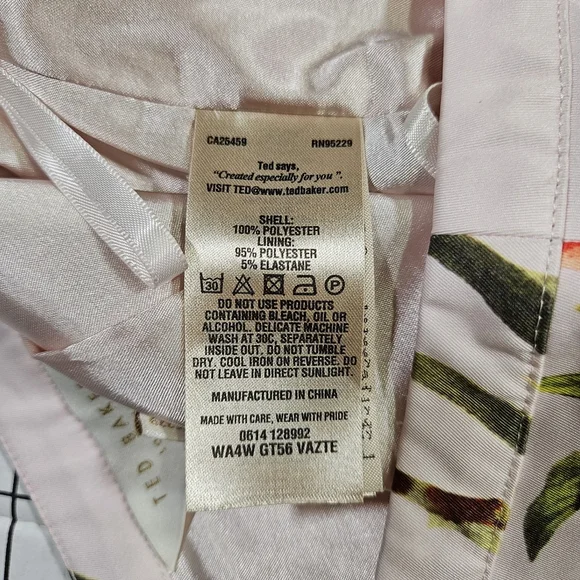 CA25459 RN95229
Ted says,
"Created especially for you".
VISIT TED@www.tedbaker.com
SHELL:
100% POLYESTER
LINING:
95% POLYESTER
5% ELASTANE
30 P
DO NOT USE PRODUCTS
CONTAINING BLEACH, OIL OR
ALCOHOL. DELICATE MACHINE
WASH AT 30C, SEPARATELY
INSIDE OUT. DO NOT TUMBLE
DRY. COOL IRON ON REVERSE. DO
NOT LEAVE IN DIRECT SUNLIGHT.
MANUFACTURED IN CHINA
MADE WITH CARE, WEAR WITH PRIDE
0614 128992
WA4W GT56 VAZTE
TED BAKER